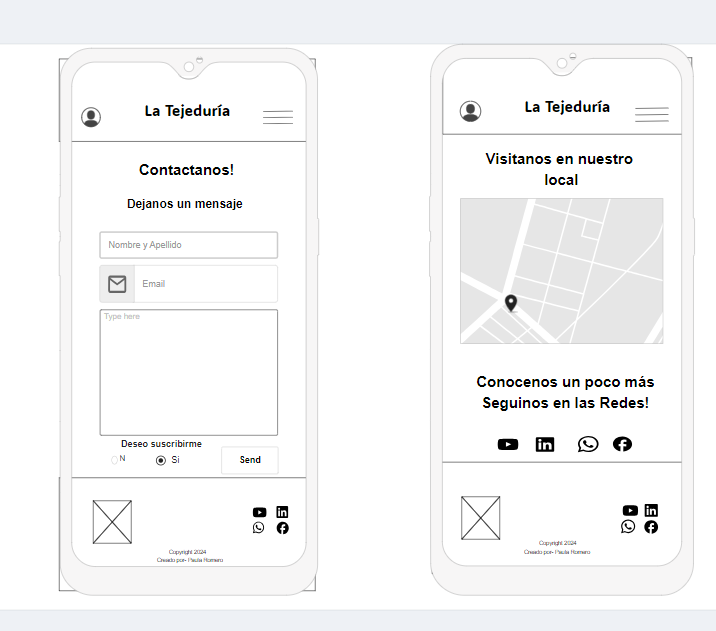 La Tejeduría
Contactanos!
Dejanos un mensaje
Nombre y Apellido
Email
Type here
Deseo suscribirme
N
Si
Send
Copyright 2024
Creado por- Paula Homero
La Tejeduría
Visitanos en nuestro
local
Conocenos un poco más
Seguinos en las Redes!
Copyright 2024
Creado por- Paula Homero